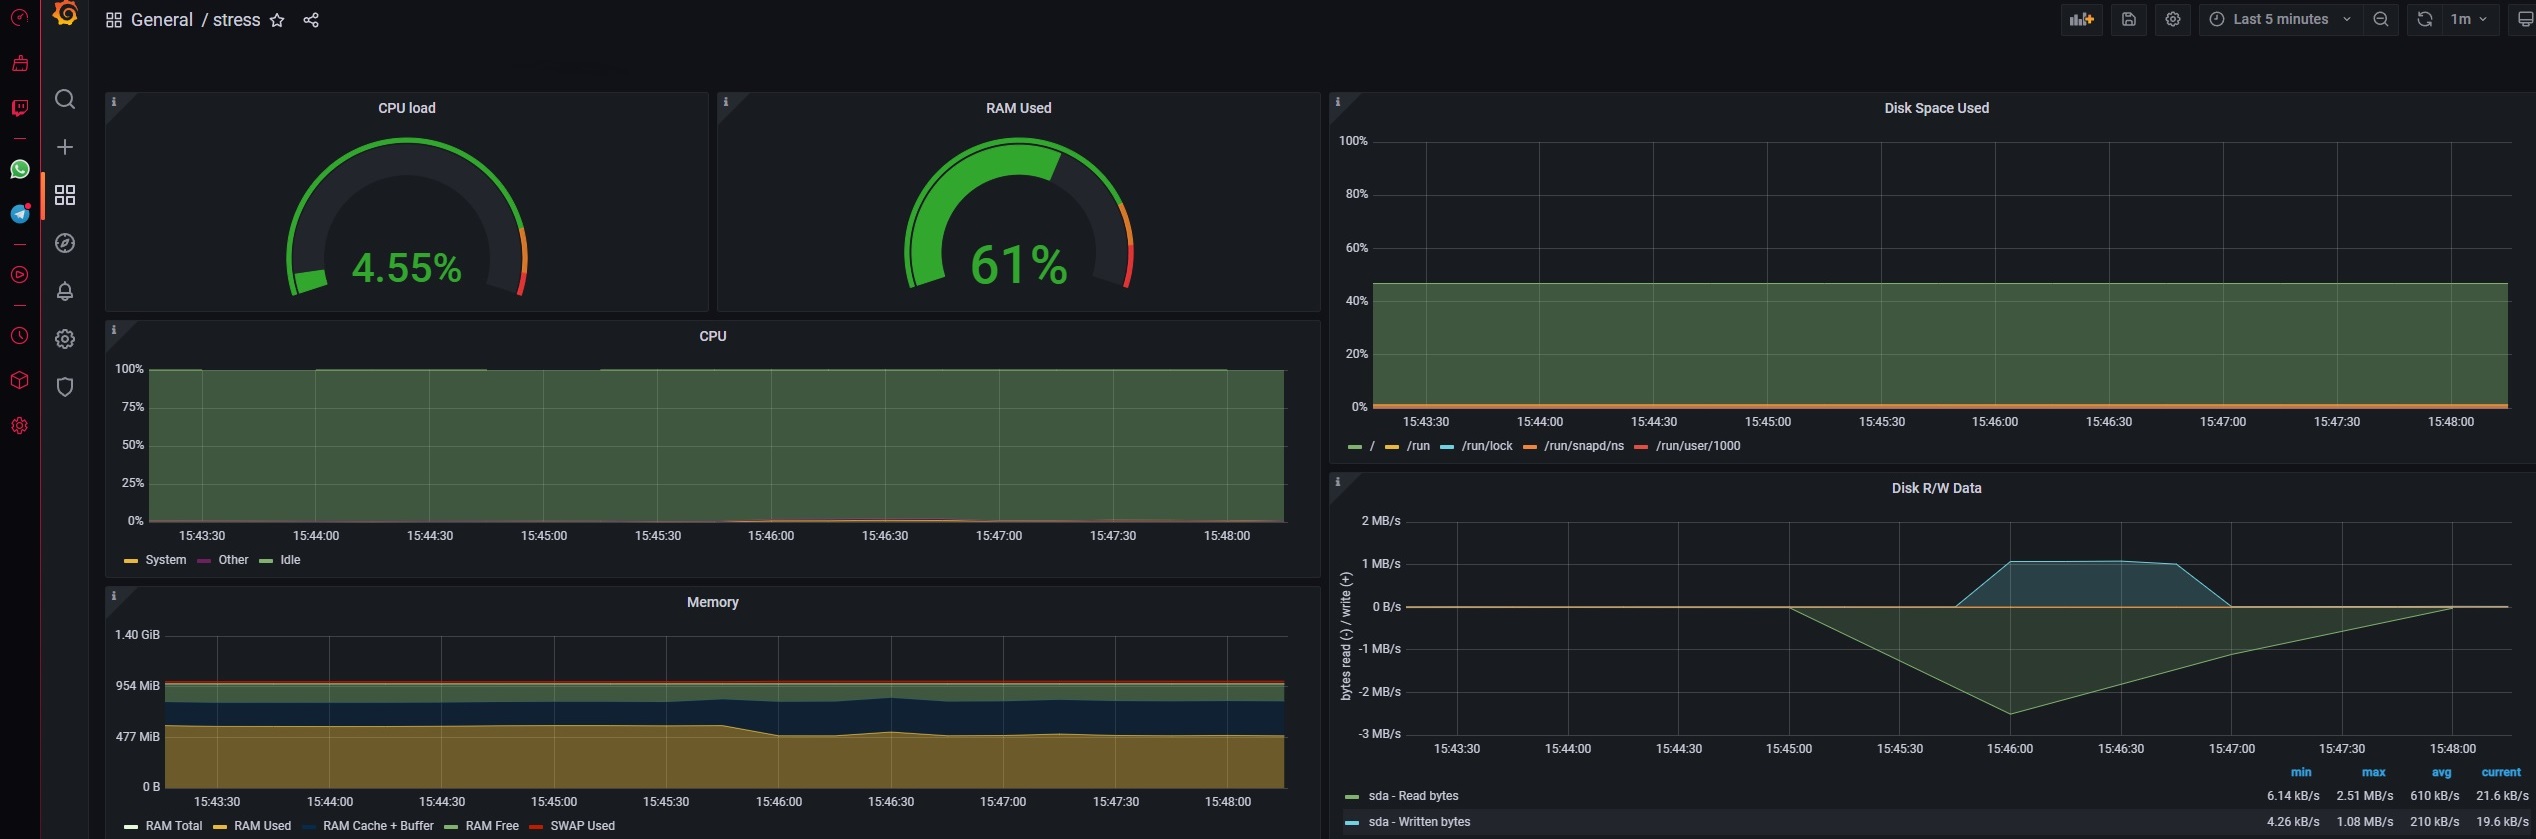 General / stress
Last 5 minutes
1m
CPU load
4.55%
RAM Used
61%
CPU
100%
75%
50%
25%
0%
15:43:30 15:44:00 15:44:30 15:45:00 15:45:30 15:46:00 15:46:30 15:47:00 15:47:30 15:48:00
System Other Idle
Memory
1.40 GiB
954 MiB
477 MiB
0 B
15:43:30 15:44:00 15:44:30 15:45:00 15:45:30 15:46:00 15:46:30 15:47:00 15:47:30 15:48:00
RAM Total RAM Used RAM Cache + Buffer RAM Free SWAP Used
Disk Space Used
100%
80%
60%
40%
20%
0%
15:43:30 15:44:00 15:44:30 15:45:00 15:45:30 15:46:00 15:46:30 15:47:00 15:47:30 15:48:00
/ /run /run/lock /run/snapd/ns /run/user/1000
Disk R/W Data
bytes read (-) / write (+)
2 MB/s
1 MB/s
0 B/s
-1 MB/s
-2 MB/s
-3 MB/s
15:43:30 15:44:00 15:44:30 15:45:00 15:45:30 15:46:00 15:46:30 15:47:00 15:47:30 15:48:00
min max avg current
sda - Read bytes 6.14 kB/s 2.51 MB/s 610 kB/s 21.6 kB/s
sda - Written bytes 4.26 kB/s 1.08 MB/s 210 kB/s 19.6 kB/s